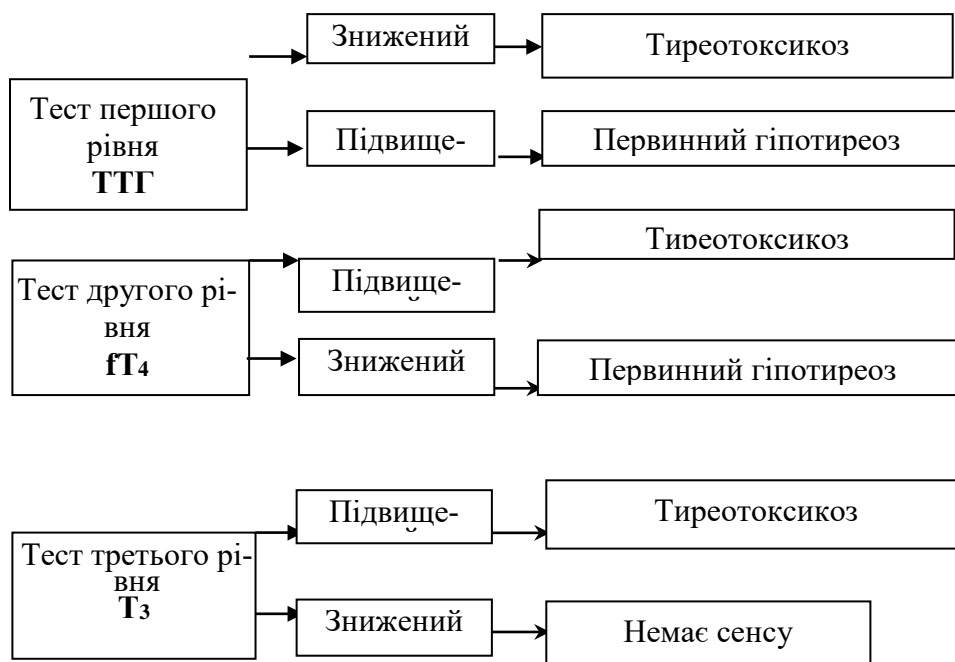 Знижений
Тиреотоксикоз
Тест першого
рівня
ТТГ
Підвище-
Первинний гіпотиреоз
Тиреотоксикоз
Тест другого рі-
вня
fT4
Підвище-
Знижений
Первинний гіпотиреоз
Тест третього рі-
вня
T3
Підвище-
Тиреотоксикоз
Знижений
Немає сенсу